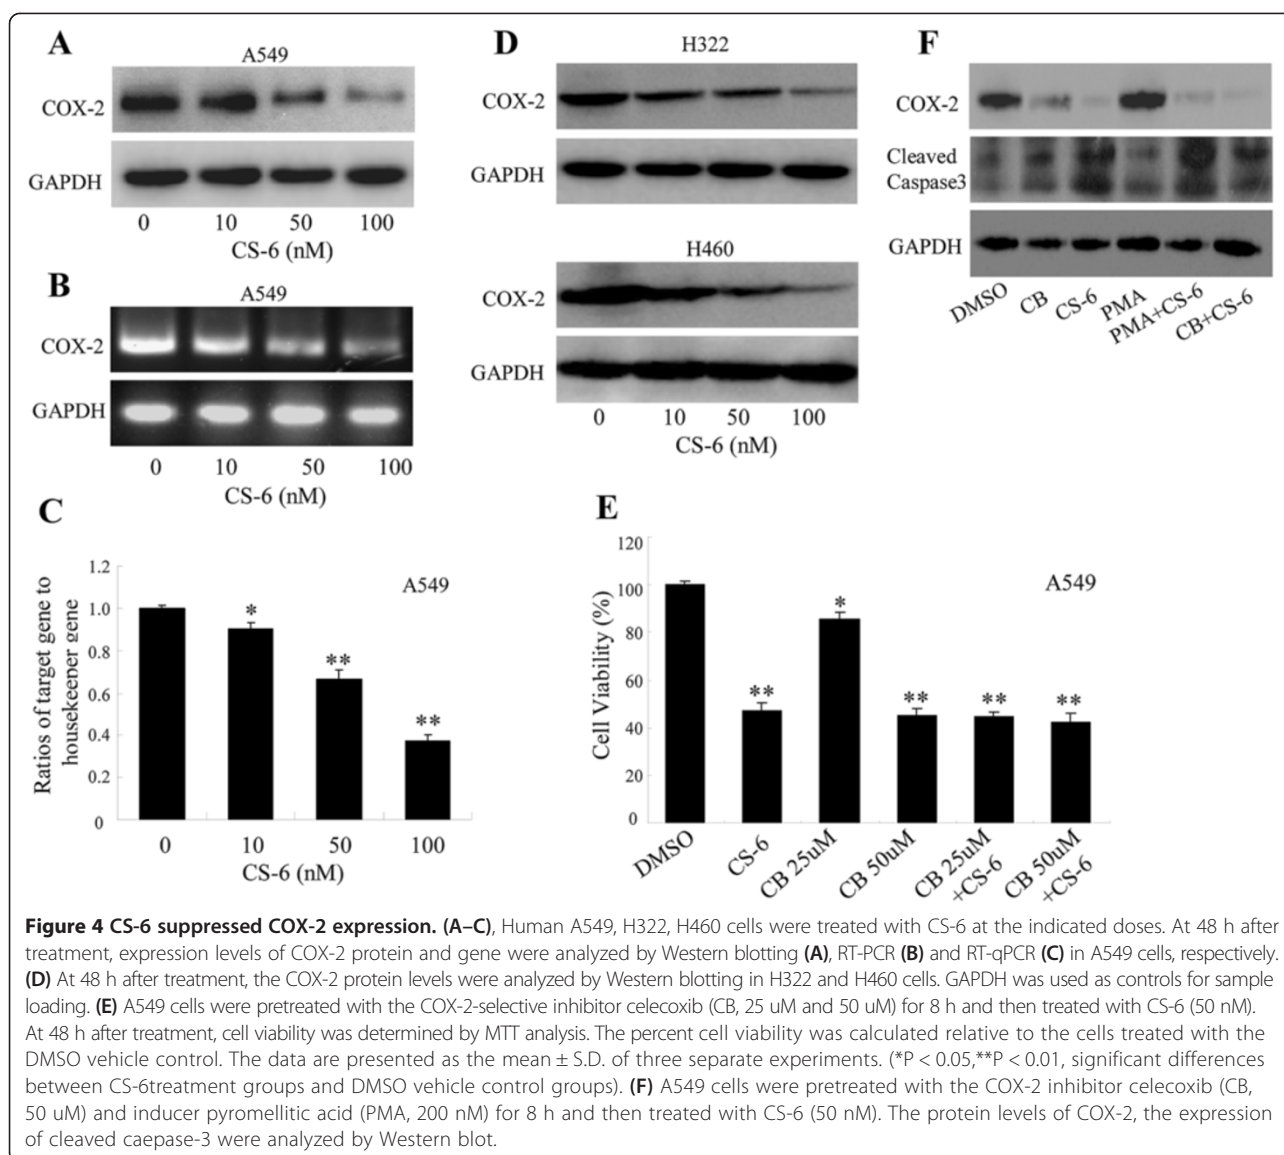 A
A549
COX-2
GAPDH
0 10 50 100
CS-6 (nM)
B
A549
COX-2
GAPDH
0 10 50 100
CS-6 (nM)
D
H322
COX-2
GAPDH
H460
COX-2
GAPDH
0 10 50 100
CS-6 (nM)
F
COX-2
Cleaved
Caspase3
GAPDH
DMSO CB CS-6 PMA PMA+CS-6 CB+CS-6
C
Ratios of target gene to
housekeeper gene
1.2
1.0
0.8
0.6
0.4
0.2
0
A549
* ** **
0 10 50 100
CS-6 (nM)
E
Cell Viability (%)
120
100
80
60
40
20
0
A549
** * ** ** **
DMSO CS-6 CB 25uM CB 50uM CB 25uM +CS-6 CB 50uM +CS-6
Figure 4 CS-6 suppressed COX-2 expression. (A–C), Human A549, H322, H460 cells were treated with CS-6 at the indicated doses. At 48 h after
treatment, expression levels of COX-2 protein and gene were analyzed by Western blotting (A), RT-PCR (B) and RT-qPCR (C) in A549 cells, respectively.
(D) At 48 h after treatment, the COX-2 protein levels were analyzed by Western blotting in H322 and H460 cells. GAPDH was used as controls for sample
loading. (E) A549 cells were pretreated with the COX-2-selective inhibitor celecoxib (CB, 25 uM and 50 uM) for 8 h and then treated with CS-6 (50 nM).
At 48 h after treatment, cell viability was determined by MTT analysis. The percent cell viability was calculated relative to the cells treated with the
DMSO vehicle control. The data are presented as the mean ± S.D. of three separate experiments. (*P < 0.05,**P < 0.01, significant differences
between CS-6treatment groups and DMSO vehicle control groups). (F) A549 cells were pretreated with the COX-2 inhibitor celecoxib (CB,
50 uM) and inducer pyromellitic acid (PMA, 200 nM) for 8 h and then treated with CS-6 (50 nM). The protein levels of COX-2, the expression
of cleaved caepase-3 were analyzed by Western blot.